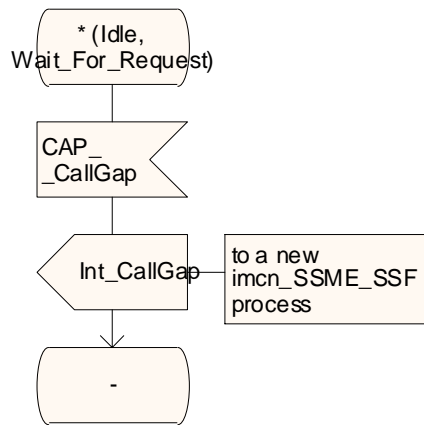 * (Idle,
Wait_For_Request)
CAP_
_CallGap
Int_CallGap
to a new
imcn_SSME_SSF
process
-